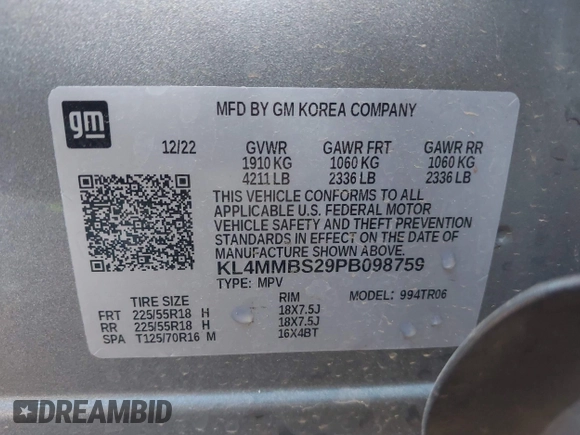 gm
MFD BY GM KOREA COMPANY
12/22 GVWR GAWR FRT GAWR RR
1910 KG 1060 KG 1060 KG
4211 LB 2336 LB 2336 LB
THIS VEHICLE CONFORMS TO ALL
APPLICABLE U.S. FEDERAL MOTOR
VEHICLE SAFETY AND THEFT PREVENTION
STANDARDS IN EFFECT ON THE DATE
OF MANUFACTURE SHOWN ABOVE.
KL4MMBS29PB098759
TYPE: MPV
TIRE SIZE RIM MODEL: 994TR06
FRT 225/55R18 H 18X7.5J
RR 225/55R18 H 18X7.5J
SPA T125/70R16 M 16X4BT
DREAMBID